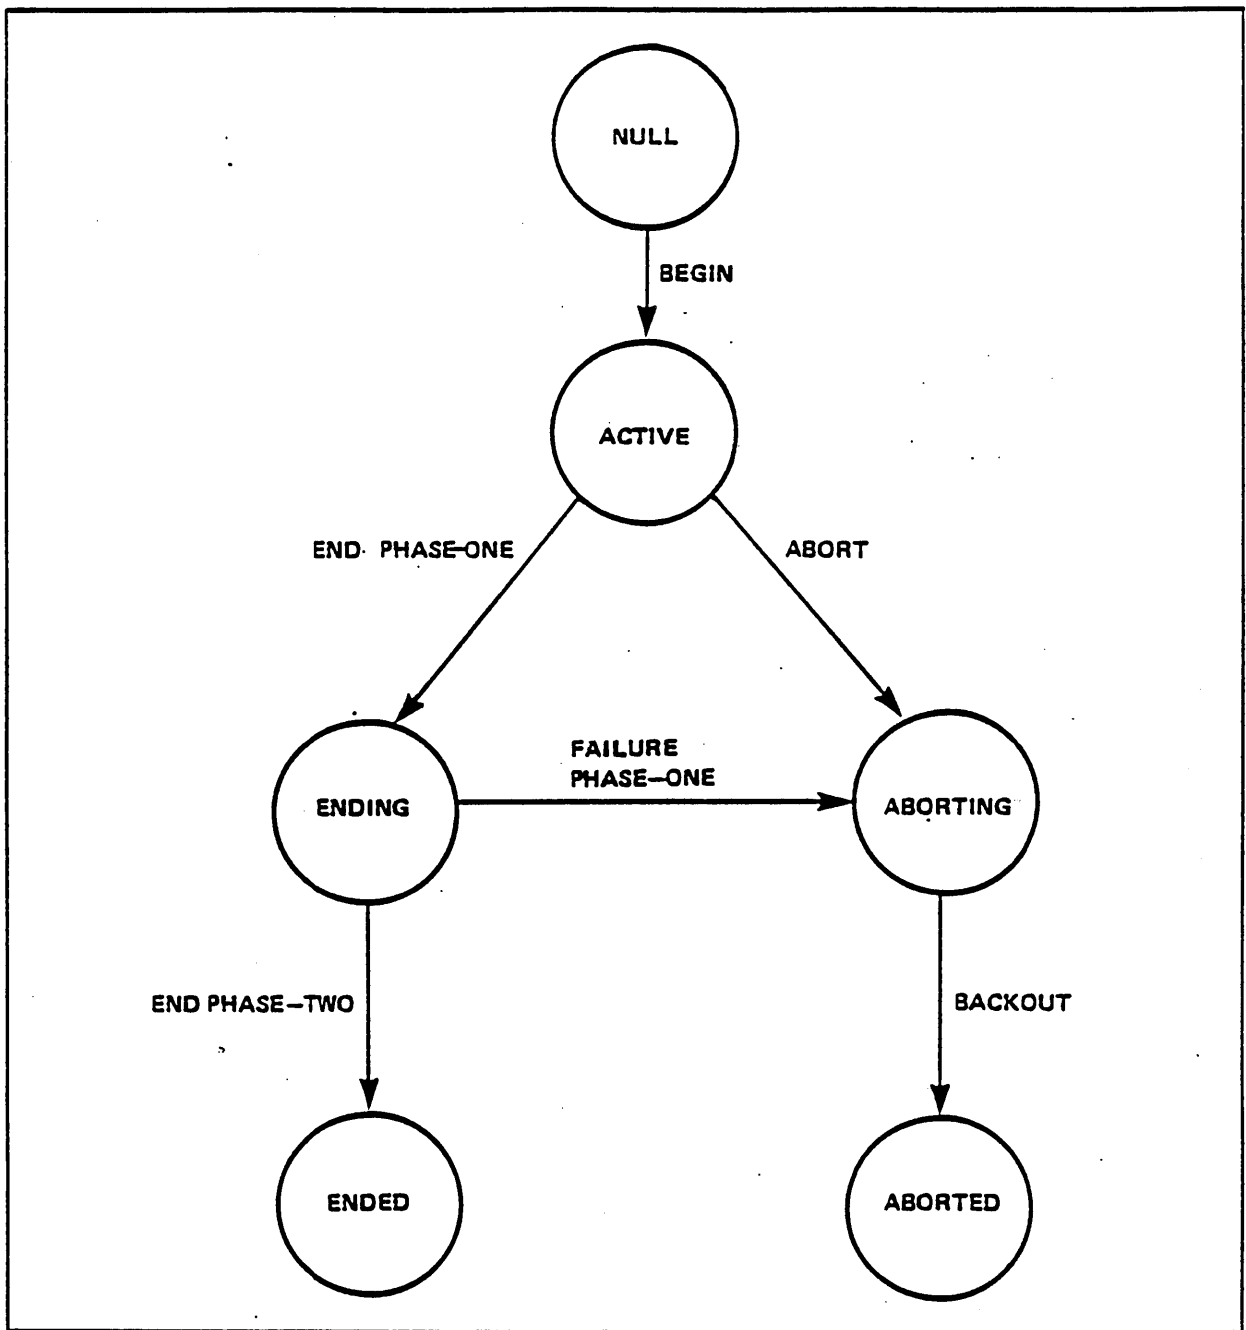 NULL
BEGIN
ACTIVE
END PHASE-ONE
ABORT
FAILURE
PHASE-ONE
ENDING
ABORTING
END PHASE-TWO
BACKOUT
ENDED
ABORTED